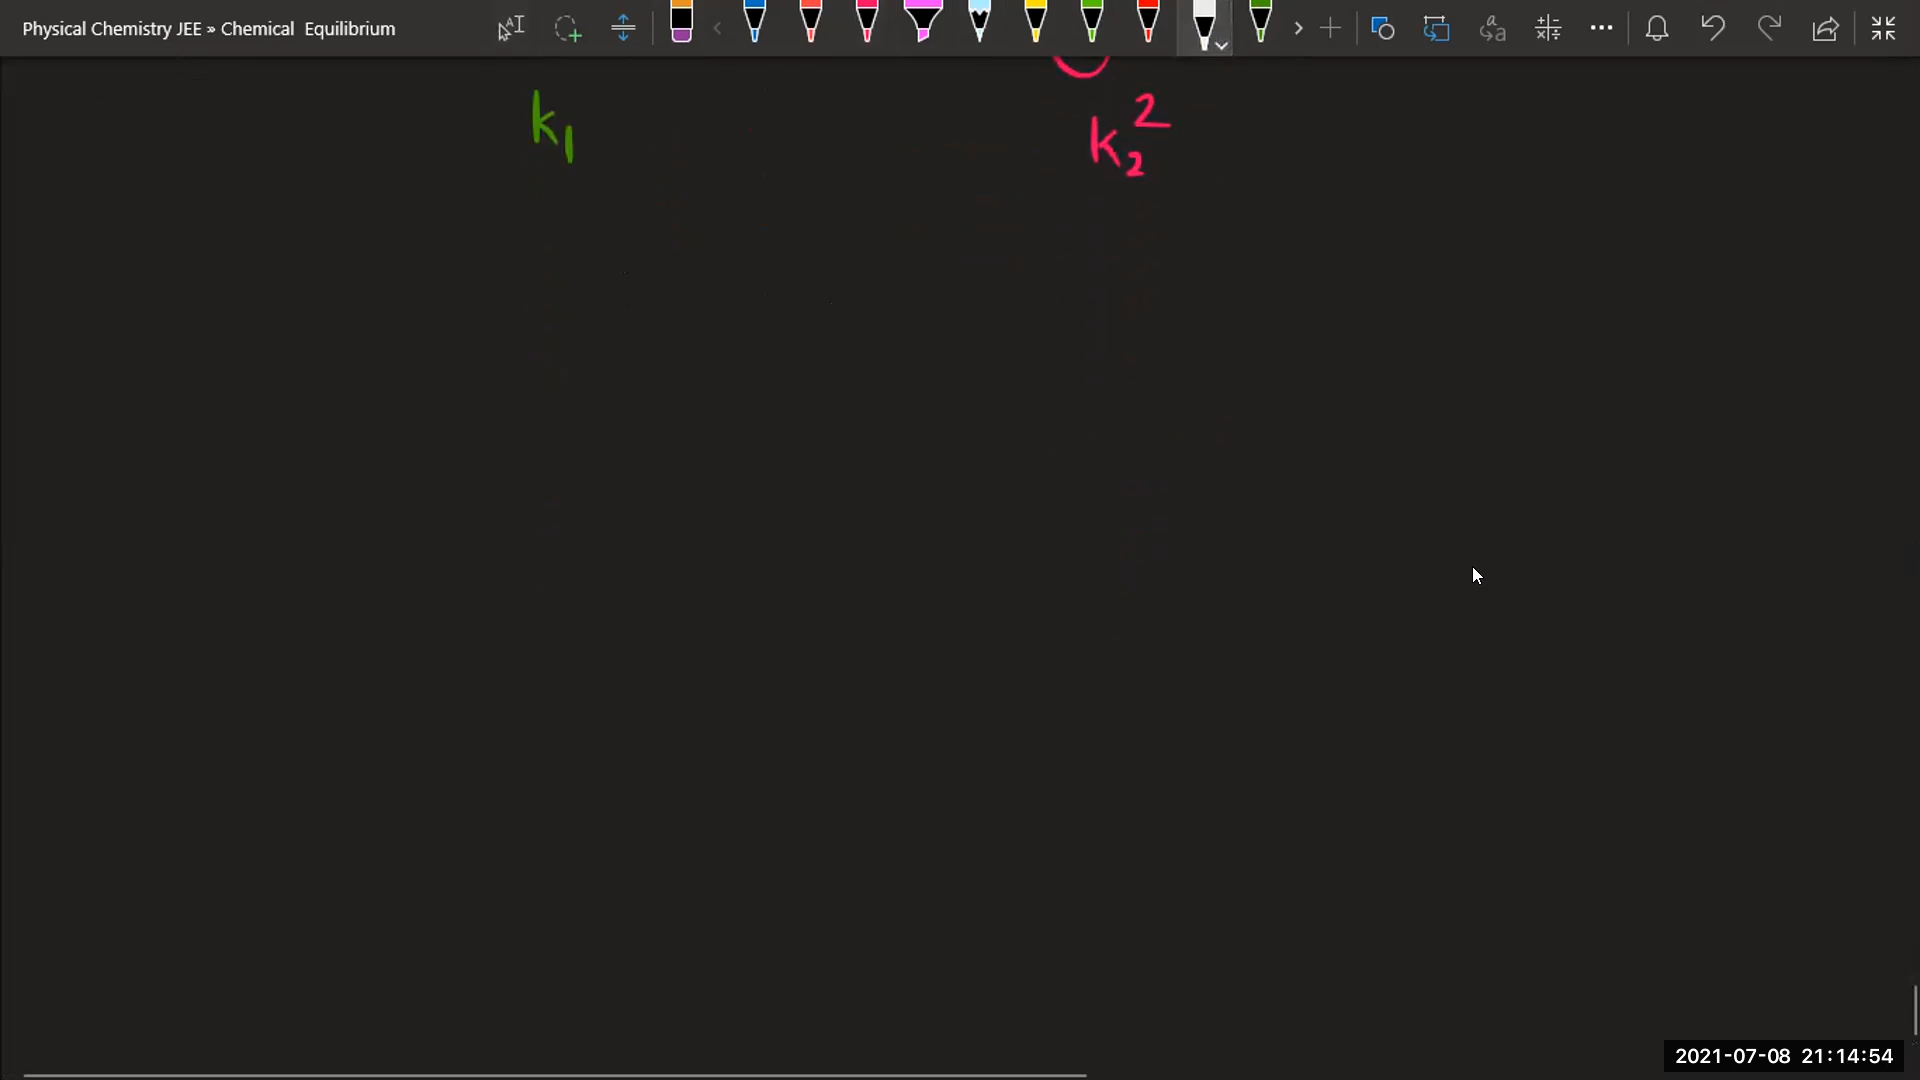 Physical Chemistry JEE » Chemical Equilibrium
k₁
k₂²
2021-07-08 21:14:54